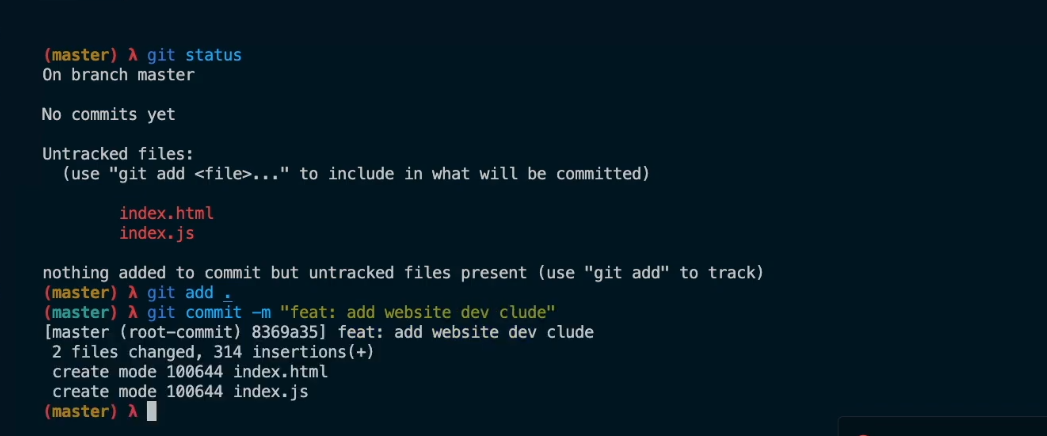 (master) λ git status
On branch master
No commits yet
Untracked files:
(use "git add <file>..." to include in what will be committed)
index.html
index.js
nothing added to commit but untracked files present (use "git add" to track)
(master) λ git add .
(master) λ git commit -m "feat: add website dev clude"
[master (root-commit) 8369a35] feat: add website dev clude
2 files changed, 314 insertions(+)
create mode 100644 index.html
create mode 100644 index.js
(master) λ